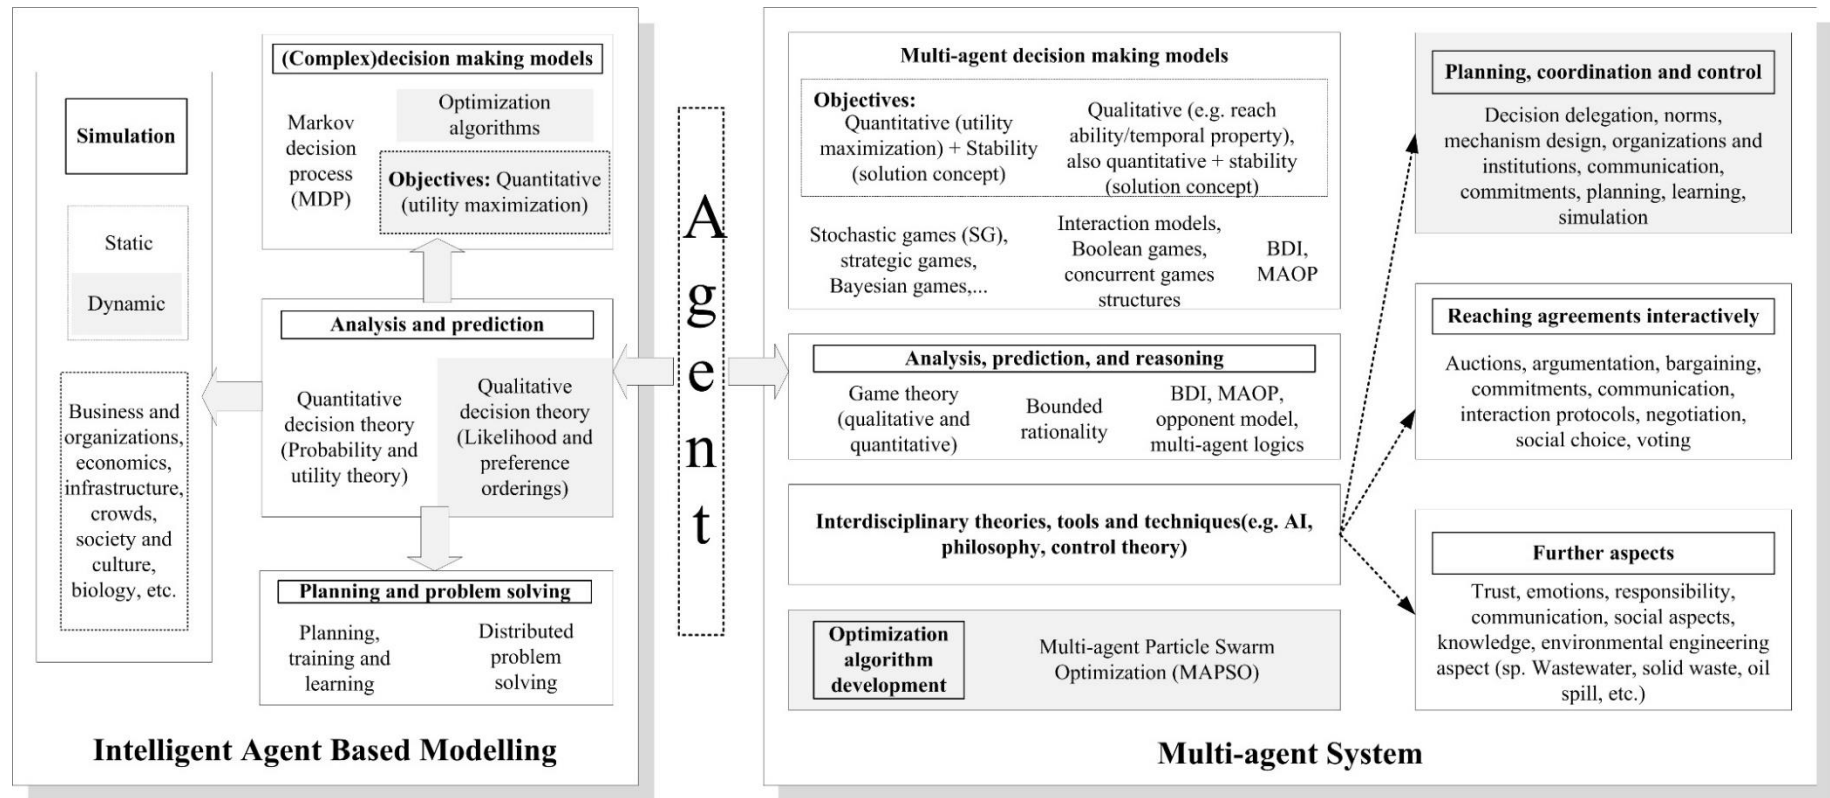 Simulation
Static
Dynamic
Business and
organizations,
economics,
infrastructure,
crowds,
society and
culture,
biology, etc.
(Complex)decision making models
Markov
decision
process
(MDP)
Optimization
algorithms
Objectives: Quantitative
(utility maximization)
Analysis and prediction
Quantitative
decision theory
(Probability and
utility theory)
Qualitative
decision theory
(Likelihood and
preference
orderings)
Planning and problem solving
Planning,
training and
learning
Distributed
problem
solving
Intelligent Agent Based Modelling
A
g
e
n
t
Multi-agent decision making models
Objectives:
Quantitative (utility
maximization) + Stability
(solution concept)
Qualitative (e.g. reach
ability/temporal property),
also quantitative + stability
(solution concept)
Stochastic games (SG),
strategic games,
Bayesian games,...
Interaction models,
Boolean games,
concurrent games
structures
BDI,
MAOP
Analysis, prediction, and reasoning
Game theory
(qualitative and
quantitative)
Bounded
rationality
BDI, MAOP,
opponent model,
multi-agent logics
Interdisciplinary theories, tools and techniques(e.g. AI,
philosophy, control theory)
Optimization
algorithm
development
Multi-agent Particle Swarm
Optimization (MAPSO)
Planning, coordination and control
Decision delegation, norms,
mechanism design, organizations and
institutions, communication,
commitments, planning, learning,
simulation
Reaching agreements interactively
Auctions, argumentation, bargaining,
commitments, communication,
interaction protocols, negotiation,
social choice, voting
Further aspects
Trust, emotions, responsibility,
communication, social aspects,
knowledge, environmental engineering
aspect (sp. Wastewater, solid waste, oil
spill, etc.)
Multi-agent System